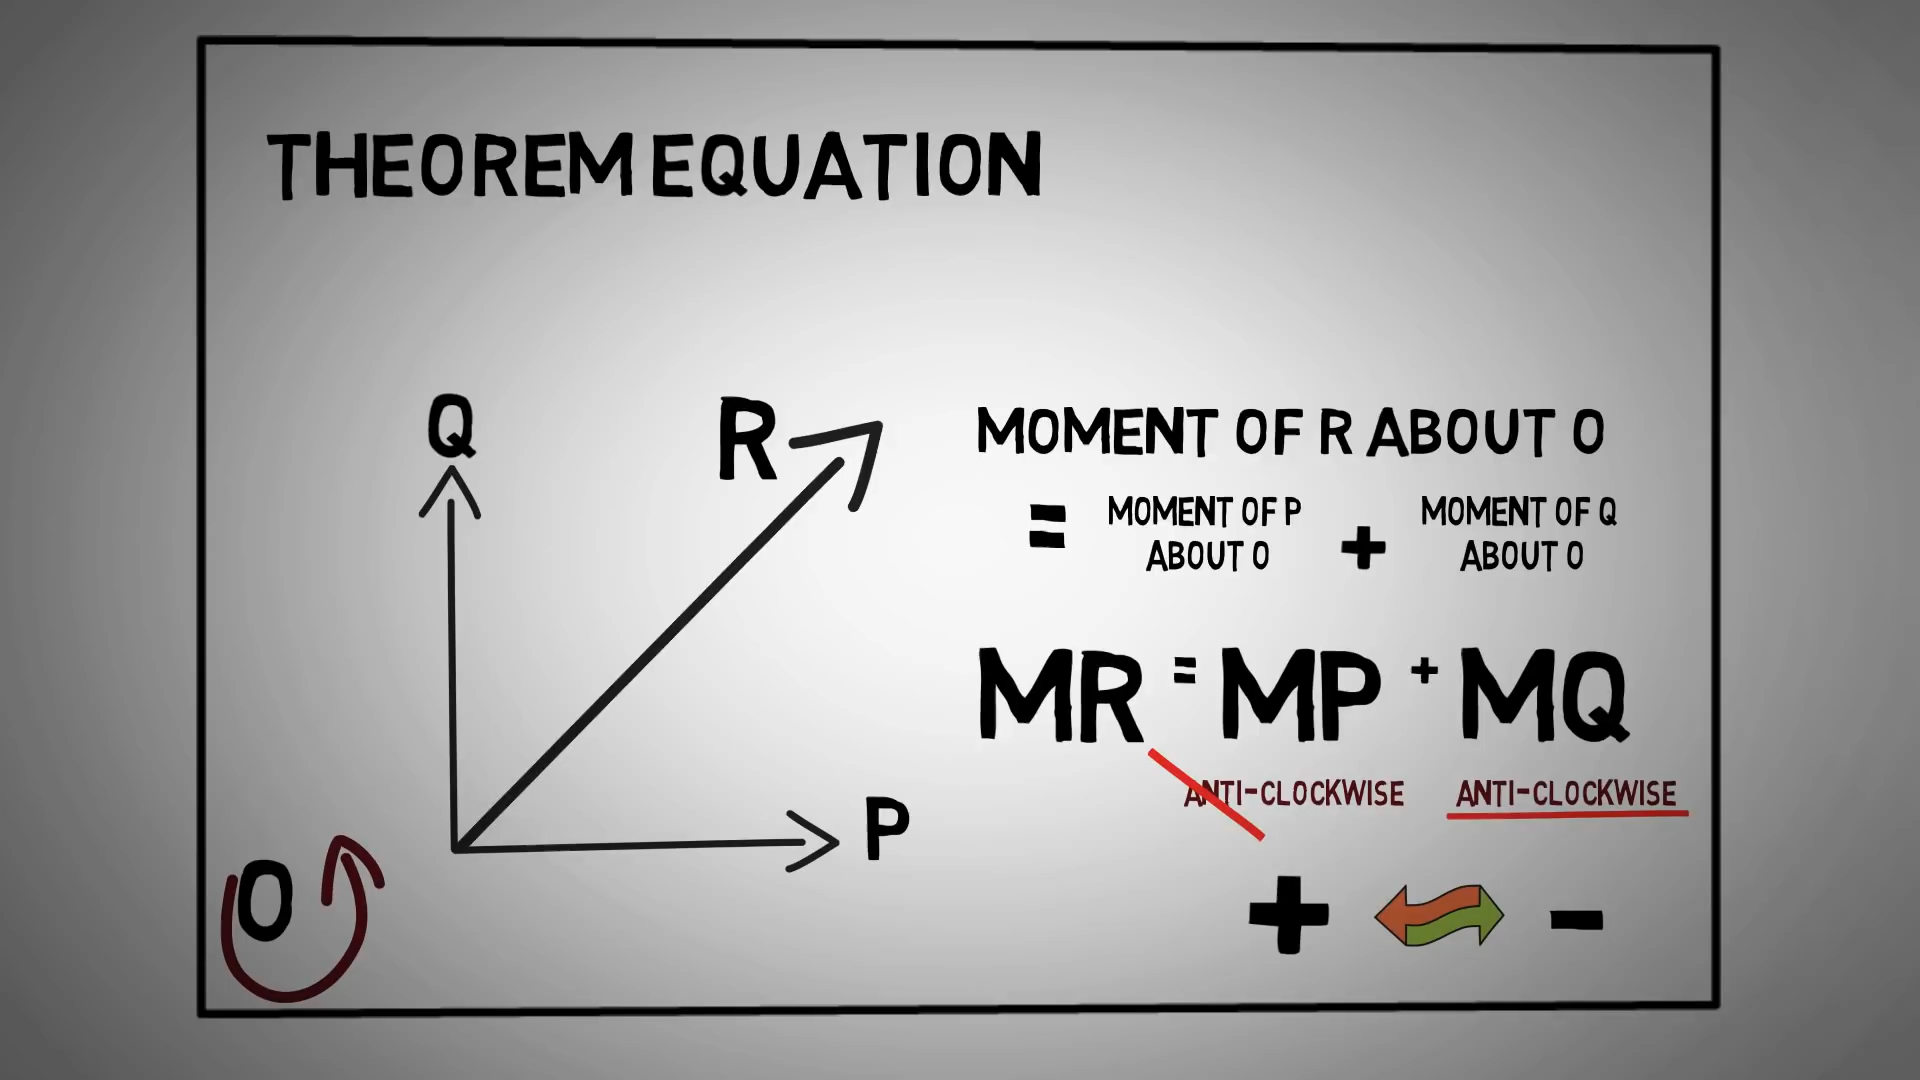 THEOREM EQUATION
Q
R
P
O
MOMENT OF R ABOUT O
= MOMENT OF P ABOUT O + MOMENT OF Q ABOUT O
MR = MP + MQ
ANTI-CLOCKWISE ANTI-CLOCKWISE
+ -